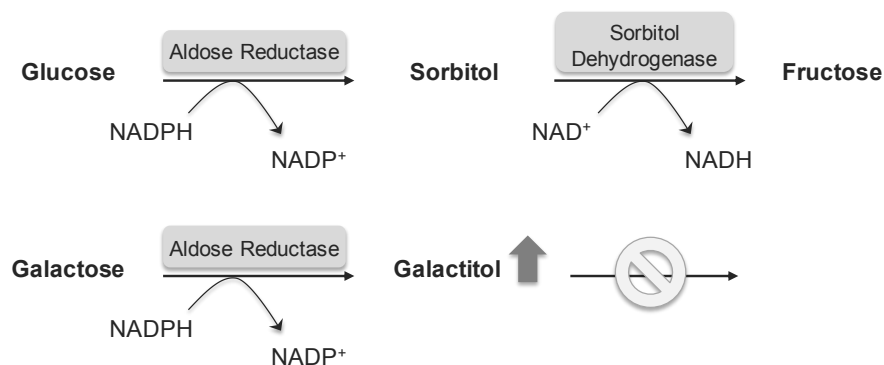 Aldose Reductase
Sorbitol
Dehydrogenase
Glucose
Sorbitol
Fructose
NADPH
NADP⁺
NAD⁺
NADH
Aldose Reductase
Galactose
Galactitol
NADPH
NADP⁺